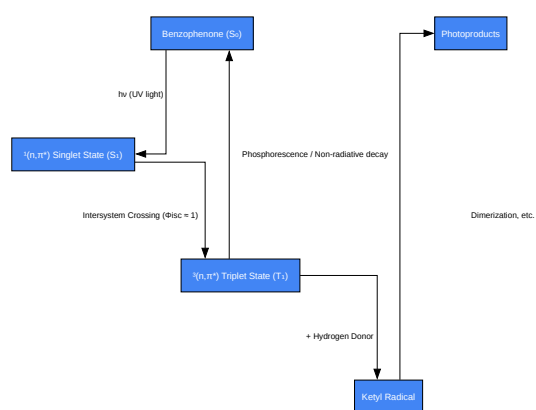 Benzophenone (S₀)
Photoproducts
hν (UV light)
¹(n,π*) Singlet State (S₁)
Phosphorescence / Non-radiative decay
Intersystem Crossing (Φisc ≈ 1)
Dimerization, etc.
³(n,π*) Triplet State (T₁)
+ Hydrogen Donor
Ketyl Radical